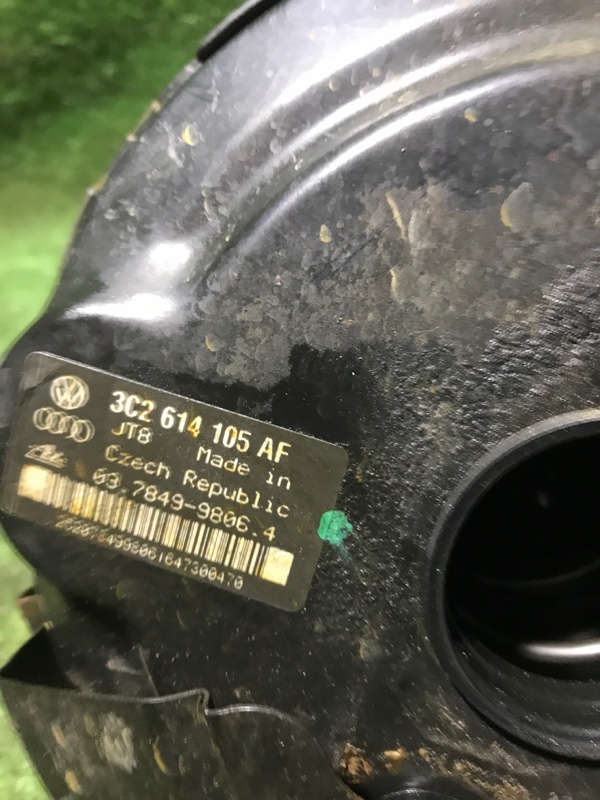 3C2 614 105 AF
JT8 Made in
Czech Republic
03.7849-9806.4